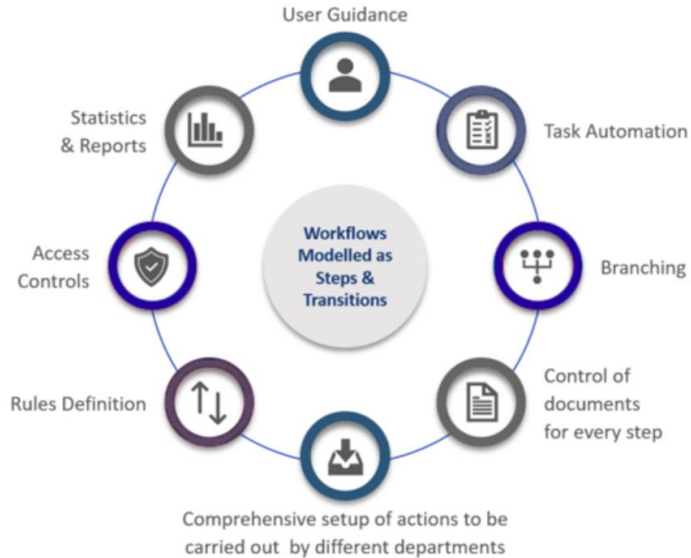 User Guidance
Statistics
& Reports
Task Automation
Access
Controls
Workflows
Modelled as
Steps &
Transitions
Branching
Rules Definition
Control of
documents
for every step
Comprehensive setup of actions to be
carried out by different departments